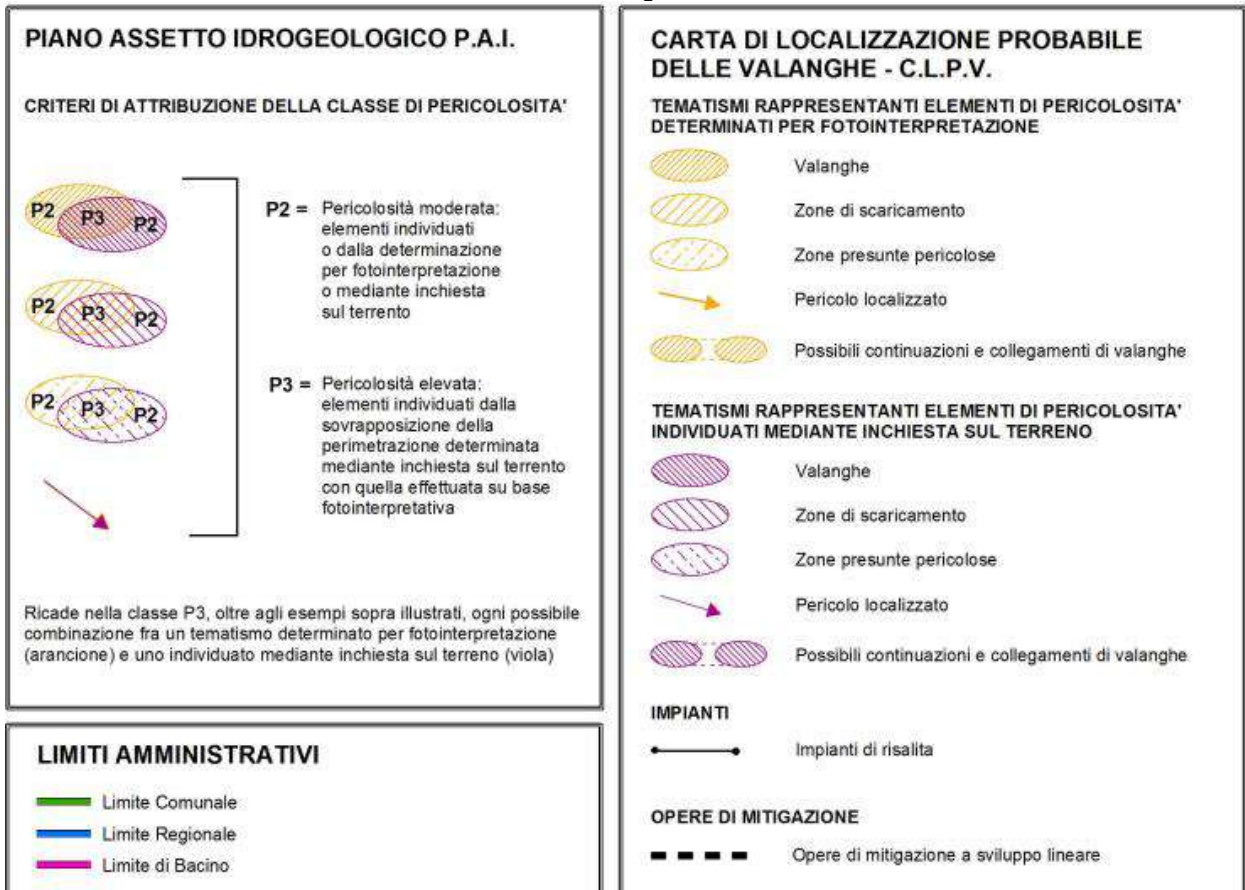 PIANO ASSETTO IDROGEOLOGICO P.A.I.
CRITERI DI ATTRIBUZIONE DELLA CLASSE DI PERICOLOSITA'
P2 P3 P2
P2 P3 P2
P2 P3 P2
P2 = Pericolosità moderata:
elementi individuati
o dalla determinazione
per fotointerpretazione
o mediante inchiesta
sul terrento
P3 = Pericolosità elevata:
elementi individuati dalla
sovrapposizione della
perimetrazione determinata
mediante inchiesta sul terrento
con quella effettuata su base
fotointerpretativa
Ricade nella classe P3, oltre agli esempi sopra illustrati, ogni possibile
combinazione fra un tematismo determinato per fotointerpretazione
(arancione) e uno individuato mediante inchiesta sul terreno (viola)
LIMITI AMMINISTRATIVI
Limite Comunale
Limite Regionale
Limite di Bacino
CARTA DI LOCALIZZAZIONE PROBABILE
DELLE VALANGHE - C.L.P.V.
TEMATISMI RAPPRESENTANTI ELEMENTI DI PERICOLOSITA'
DETERMINATI PER FOTOINTERPRETAZIONE
Valanghe
Zone di scaricamento
Zone presunte pericolose
Pericolo localizzato
Possibili continuazioni e collegamenti di valanghe
TEMATISMI RAPPRESENTANTI ELEMENTI DI PERICOLOSITA'
INDIVIDUATI MEDIANTE INCHIESTA SUL TERRENO
Valanghe
Zone di scaricamento
Zone presunte pericolose
Pericolo localizzato
Possibili continuazioni e collegamenti di valanghe
IMPIANTI
Impianti di risalita
OPERE DI MITIGAZIONE
Opere di mitigazione a sviluppo lineare